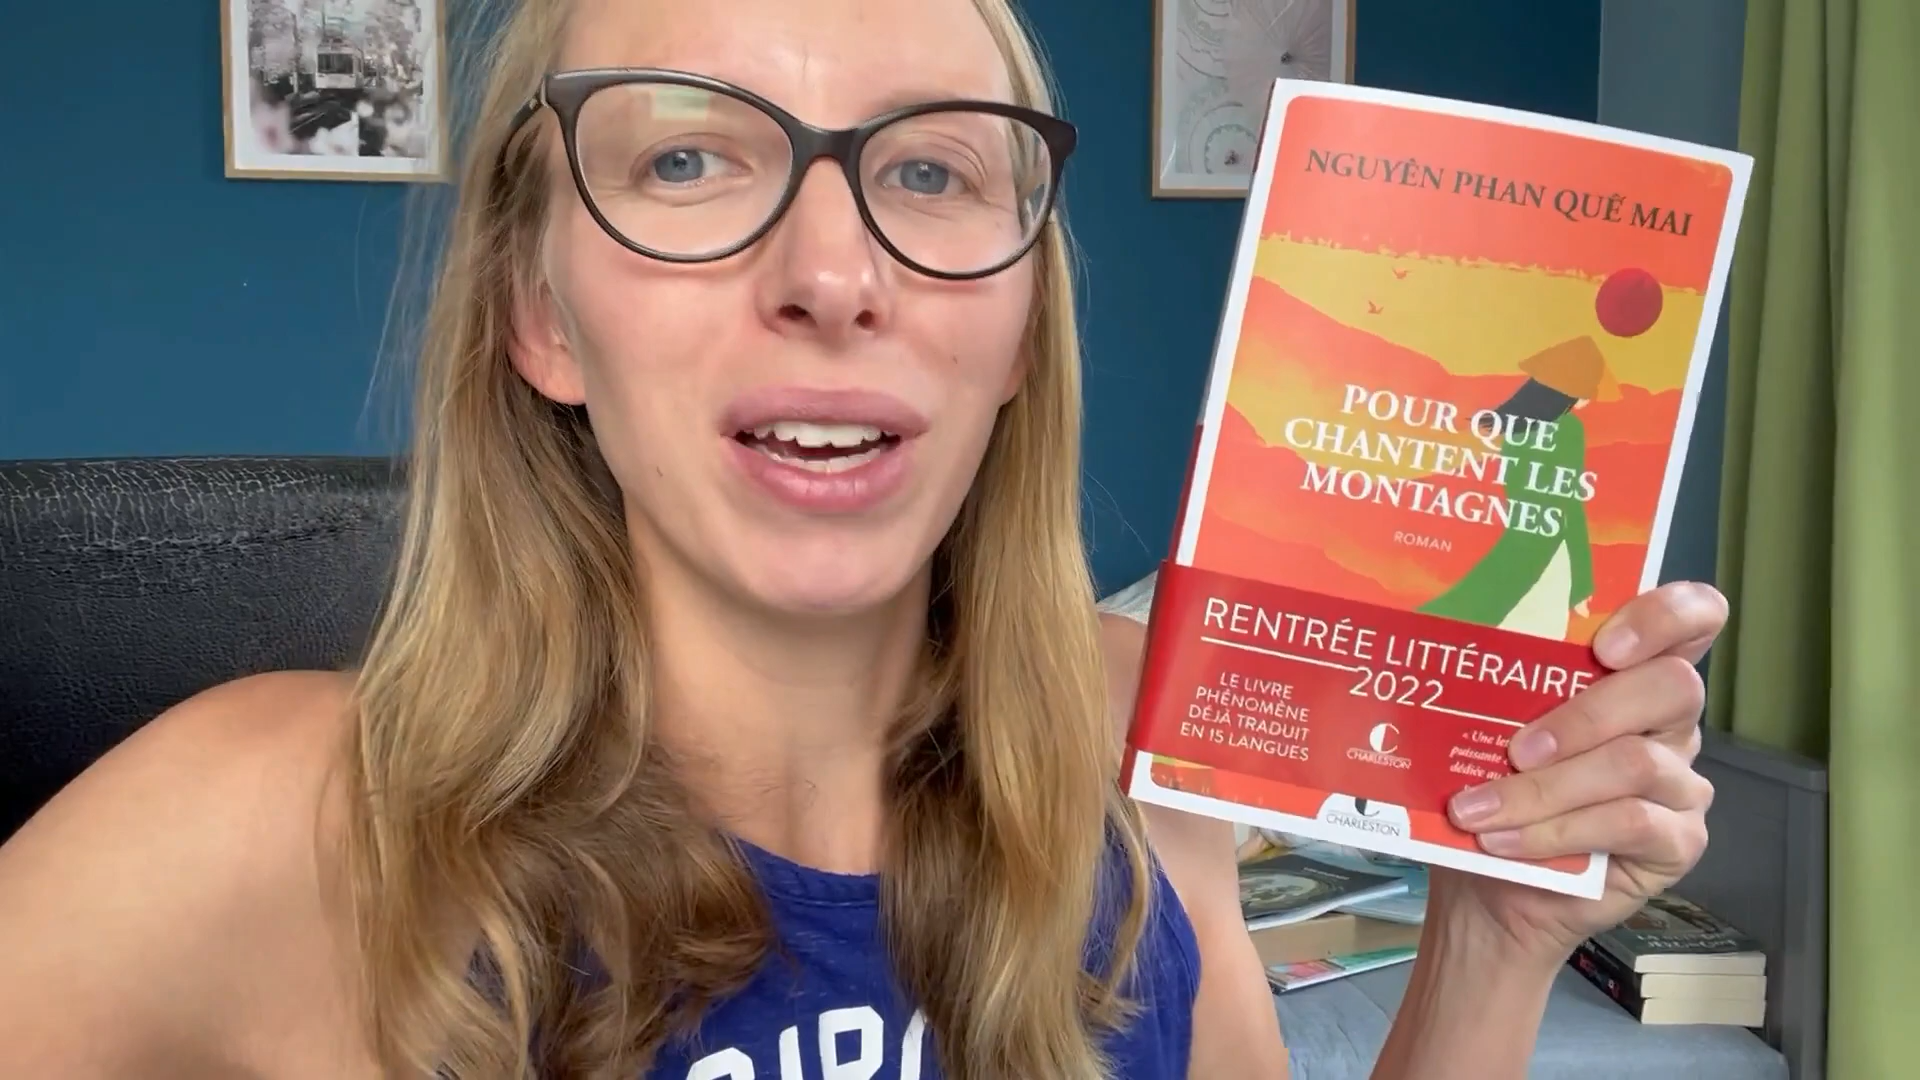 NGUYÊN PHAN QUẾ MAI
POUR QUE
CHANTENT LES
MONTAGNES
ROMAN
RENTRÉE LITTÉRAIRE
2022
LE LIVRE
PHÉNOMÈNE
DÉJÀ TRADUIT
EN 15 LANGUES
CHARLESTON
« Une
puissante
dédiée au
CHARLESTON